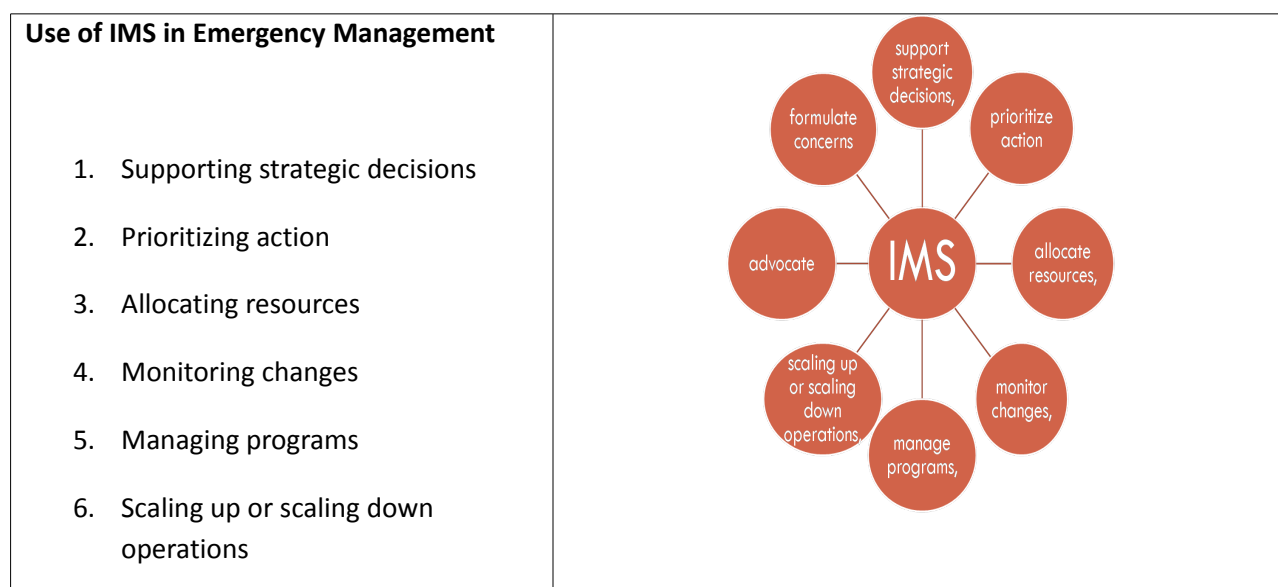 Use of IMS in Emergency Management
1. Supporting strategic decisions
2. Prioritizing action
3. Allocating resources
4. Monitoring changes
5. Managing programs
6. Scaling up or scaling down
operations
support
strategic
decisions,
prioritize
action
allocate
resources,
monitor
changes,
manage
programs,
scaling up
or scaling
down
operations,
advocate
formulate
concerns
IMS